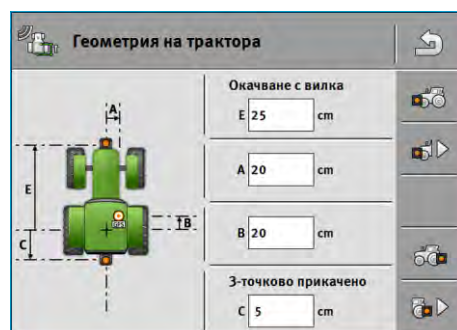 Геометрия на трактора
Окачване с вилка
E 25 cm
A 20 cm
B 20 cm
3-точково прикачено
C 5 cm
A
E
GPS
B
C